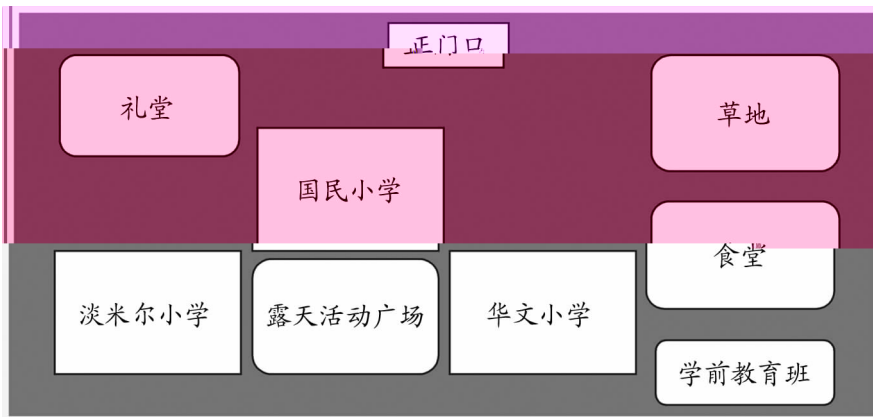 正门口
礼堂
草地
国民小学
食堂
淡米尔小学
露天活动广场
华文小学
学前教育班